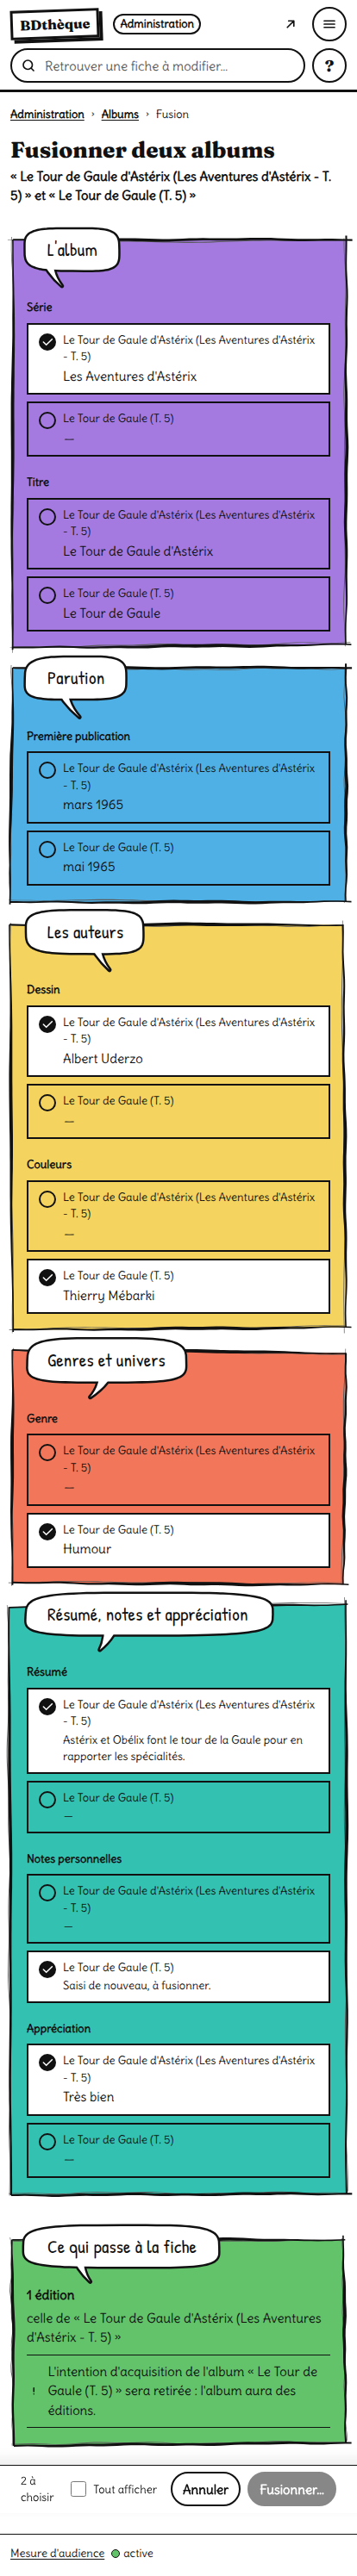 BDthèque
Administration
Retrouver une fiche à modifier...
?
Administration › Albums › Fusion
Fusionner deux albums
« Le Tour de Gaule d'Astérix (Les Aventures d'Astérix - T.
5) » et « Le Tour de Gaule (T. 5) »
L'album
Série
Le Tour de Gaule d'Astérix (Les Aventures d'Astérix
- T. 5)
Les Aventures d'Astérix
Le Tour de Gaule (T. 5)
—
Titre
Le Tour de Gaule d'Astérix (Les Aventures d'Astérix
- T. 5)
Le Tour de Gaule d'Astérix
Le Tour de Gaule (T. 5)
Le Tour de Gaule
Parution
Première publication
Le Tour de Gaule d'Astérix (Les Aventures d'Astérix
- T. 5)
mars 1965
Le Tour de Gaule (T. 5)
mai 1965
Les auteurs
Dessin
Le Tour de Gaule d'Astérix (Les Aventures d'Astérix
- T. 5)
Albert Uderzo
Le Tour de Gaule (T. 5)
—
Couleurs
Le Tour de Gaule d'Astérix (Les Aventures d'Astérix
- T. 5)
—
Le Tour de Gaule (T. 5)
Thierry Mébarki
Genres et univers
Genre
Le Tour de Gaule d'Astérix (Les Aventures d'Astérix
- T. 5)
—
Le Tour de Gaule (T. 5)
Humour
Résumé, notes et appréciation
Résumé
Le Tour de Gaule d'Astérix (Les Aventures d'Astérix
- T. 5)
Astérix et Obélix font le tour de la Gaule pour en
rapporter les spécialités.
Le Tour de Gaule (T. 5)
—
Notes personnelles
Le Tour de Gaule d'Astérix (Les Aventures d'Astérix
- T. 5)
—
Le Tour de Gaule (T. 5)
Saisi de nouveau, à fusionner.
Appréciation
Le Tour de Gaule d'Astérix (Les Aventures d'Astérix
- T. 5)
Très bien
Le Tour de Gaule (T. 5)
—
Ce qui passe à la fiche
1 édition
celle de « Le Tour de Gaule d'Astérix (Les Aventures
d'Astérix - T. 5) »
L'intention d'acquisition de l'album « Le Tour de
! Gaule (T. 5) » sera retirée : l'album aura des
éditions.
2 à
choisir
Tout afficher
Annuler
Fusionner...
Mesure d'audience
active